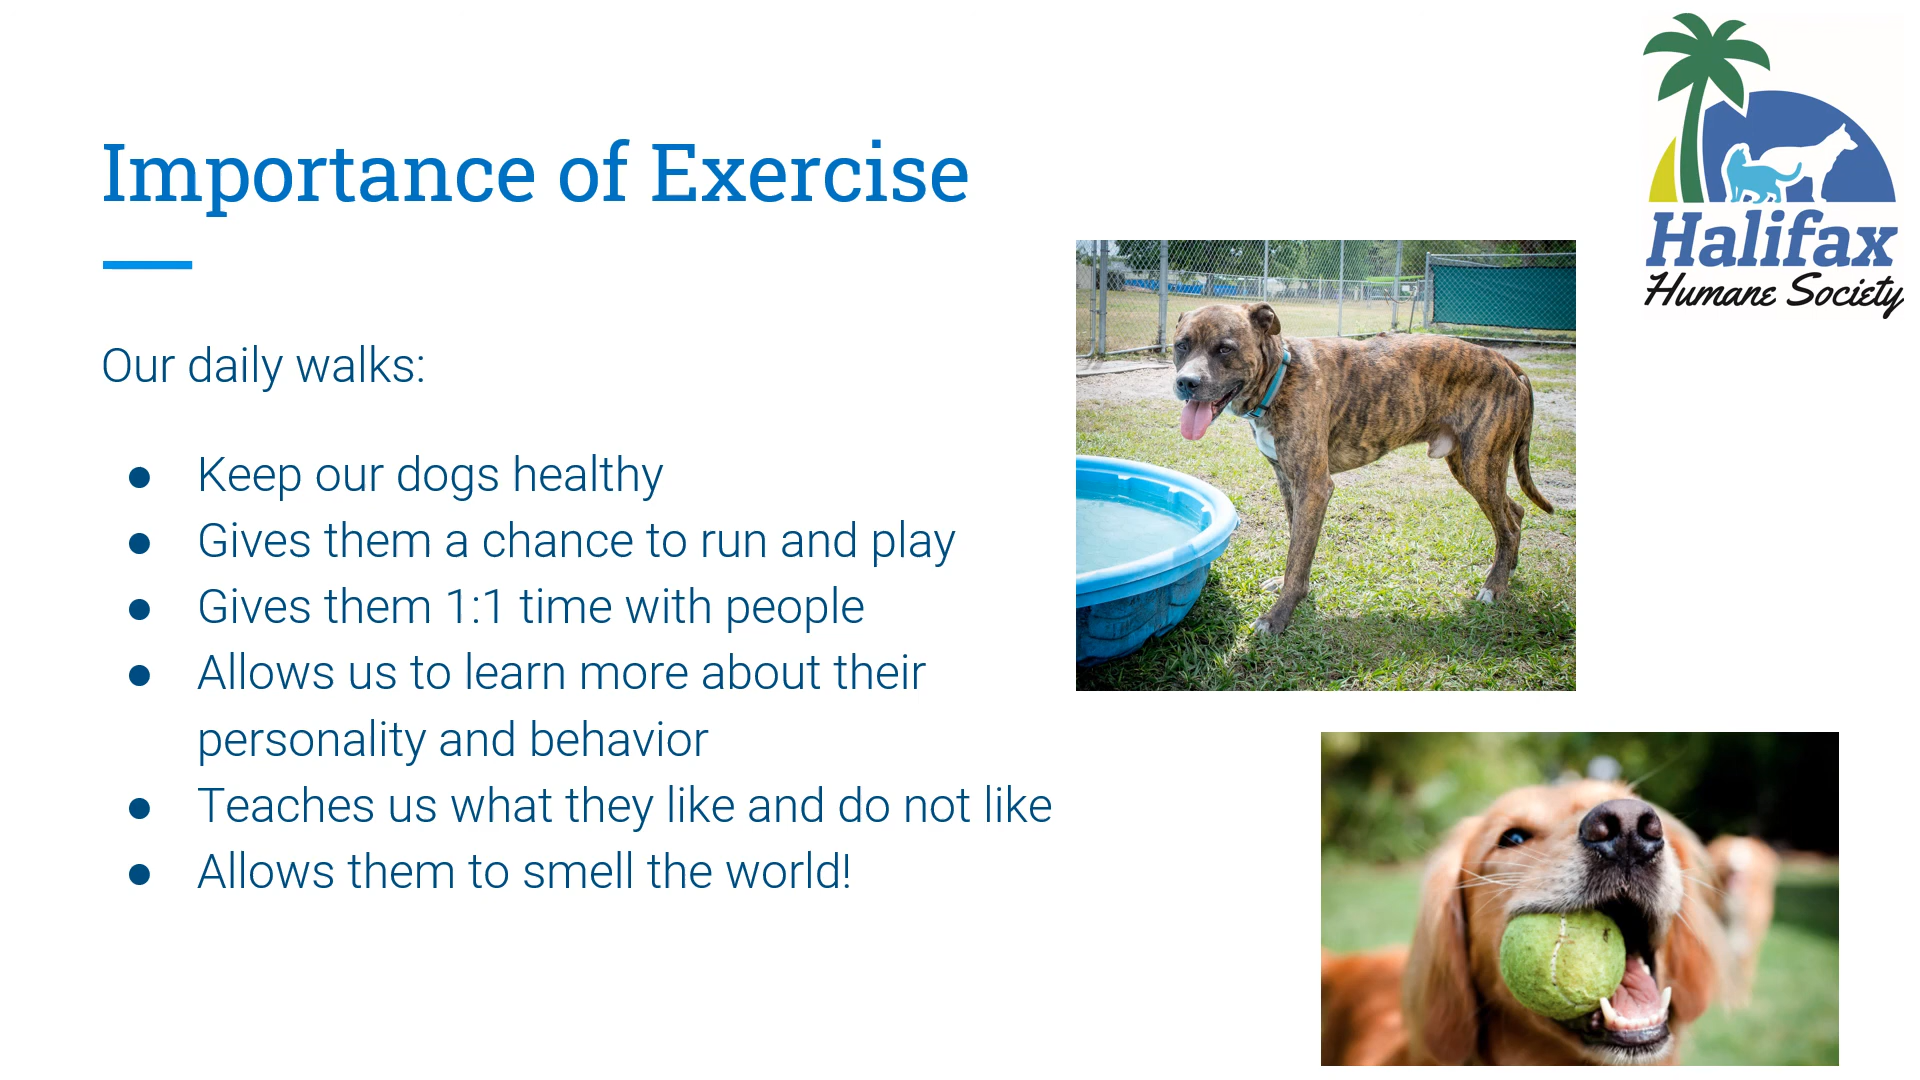 Importance of Exercise
Halifax
Humane Society
Our daily walks:
● Keep our dogs healthy
● Gives them a chance to run and play
● Gives them 1:1 time with people
● Allows us to learn more about their
personality and behavior
● Teaches us what they like and do not like
● Allows them to smell the world!